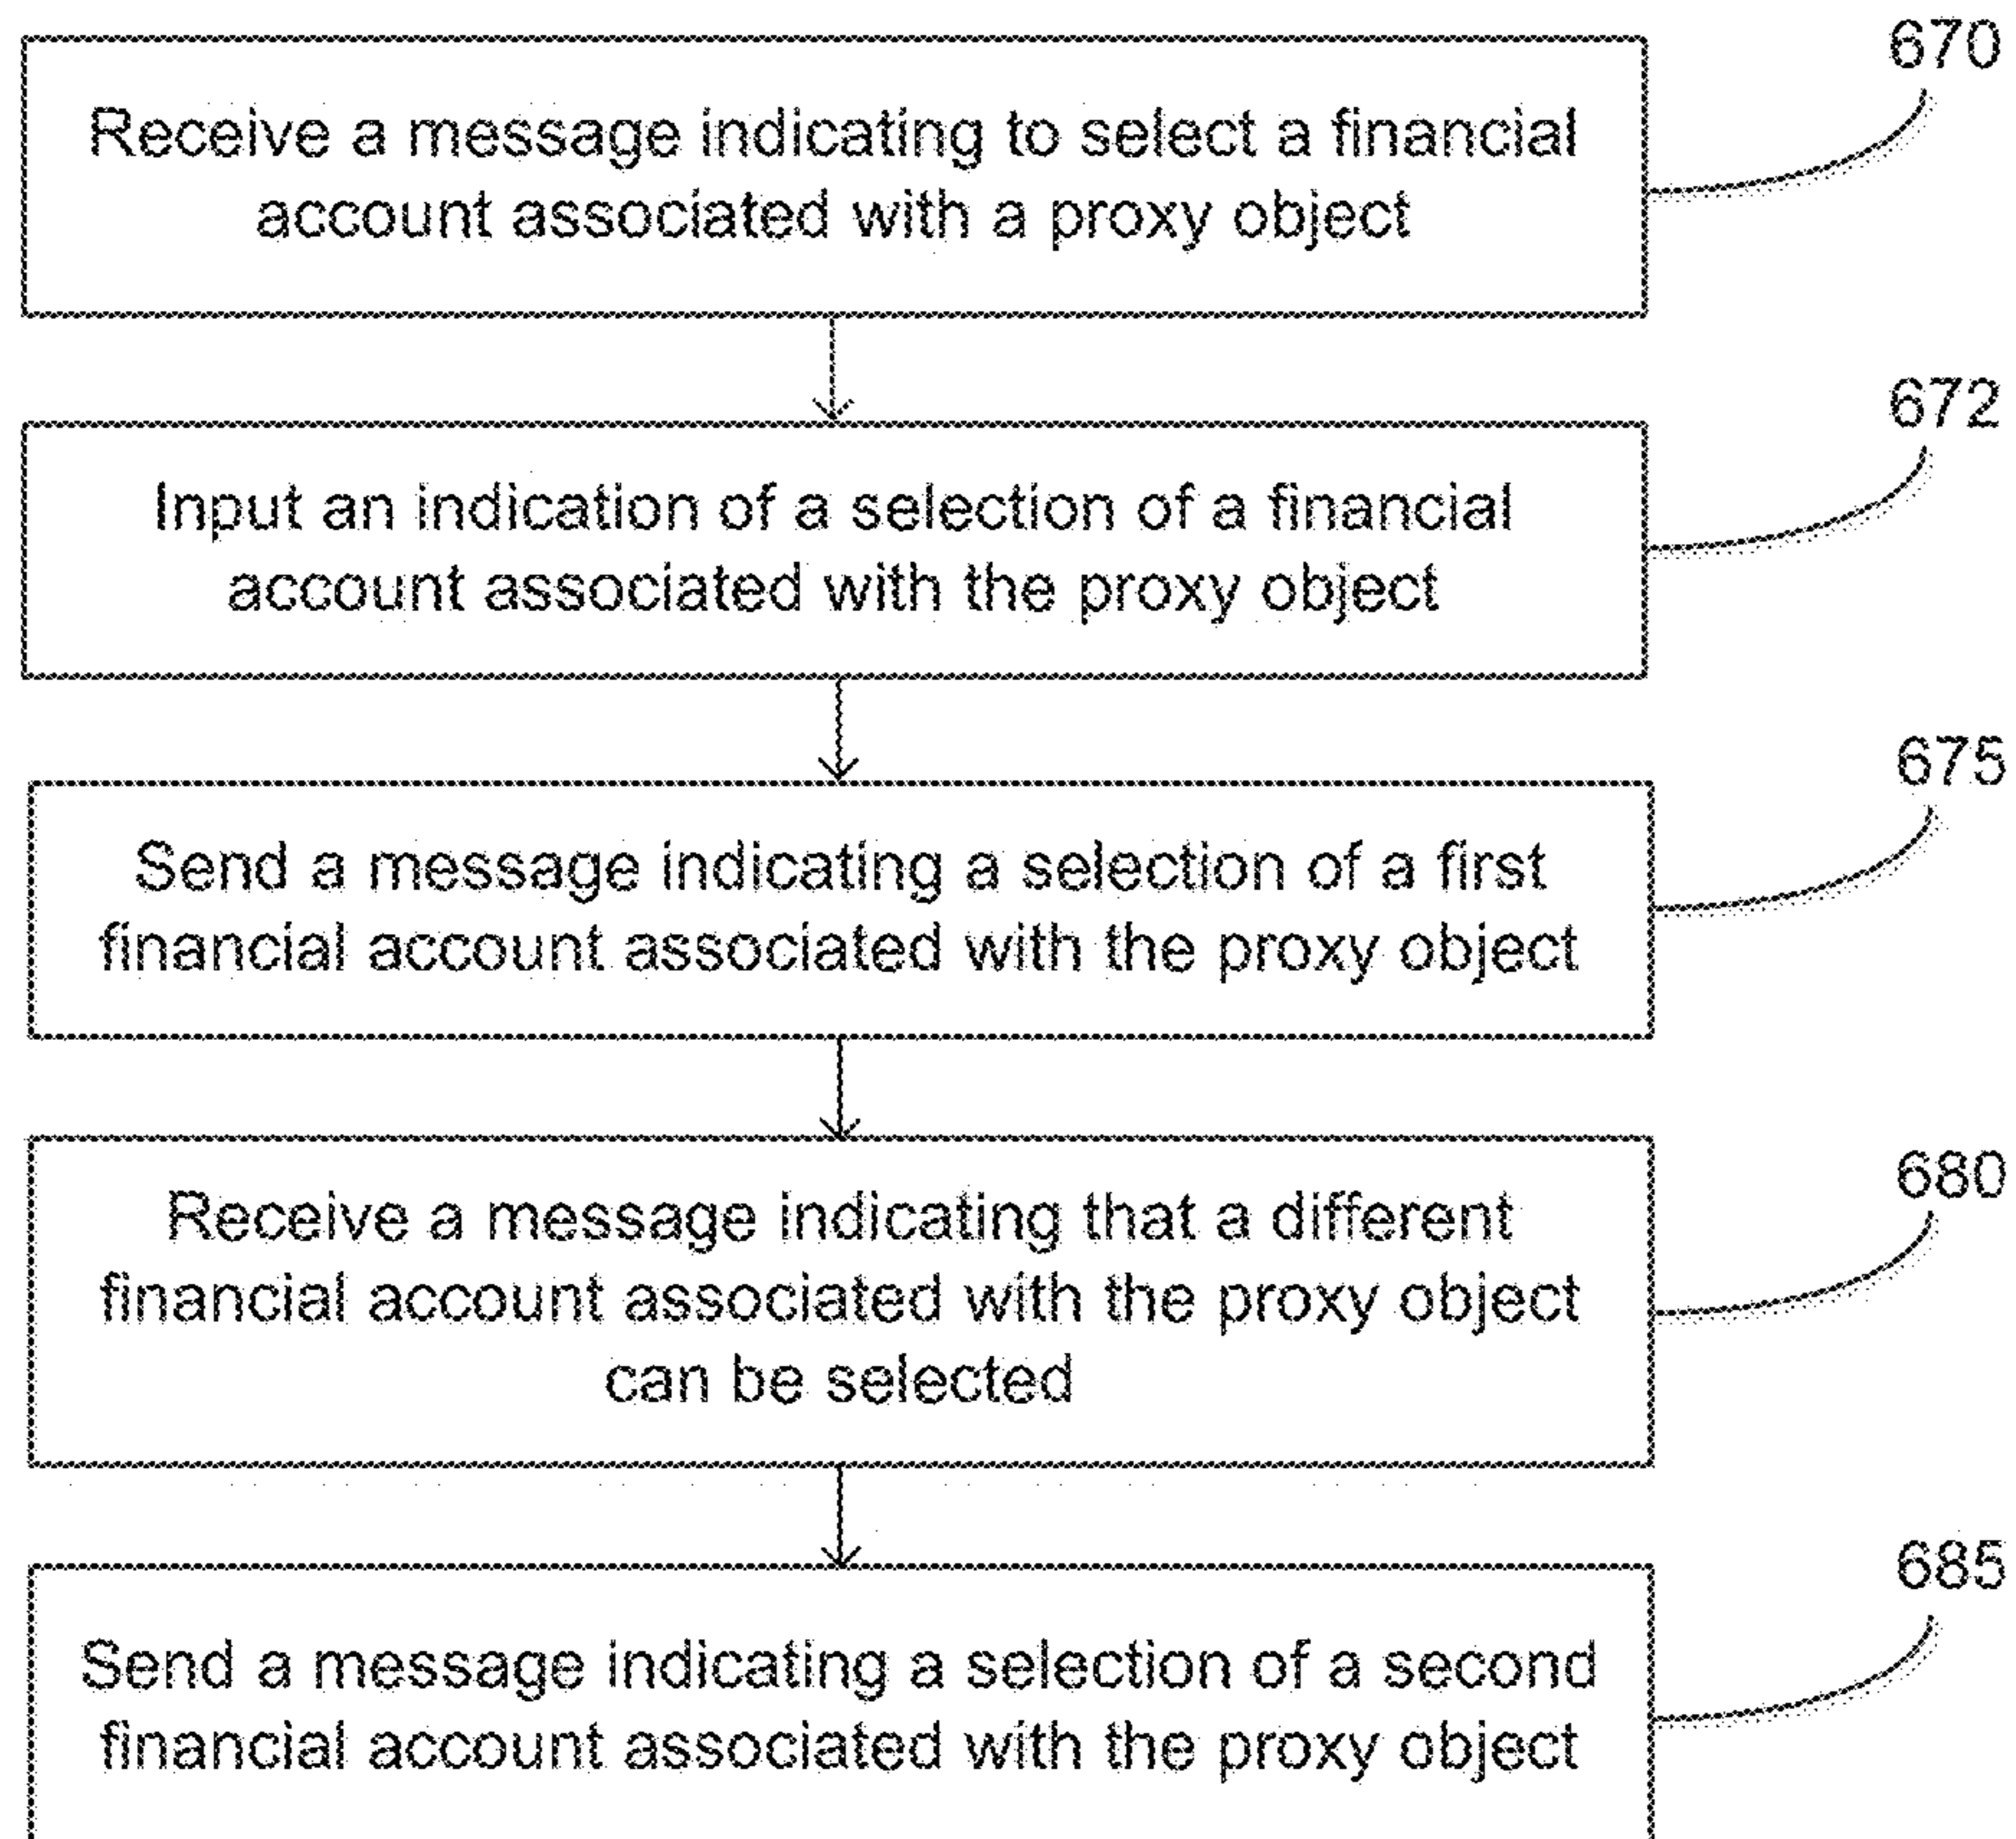 670
Receive a message indicating to select a financial
account associated with a proxy object
672
Input an indication of a selection of a financial
account associated with the proxy object
675
Send a message indicating a selection of a first
financial account associated with the proxy object
680
Receive a message indicating that a different
financial account associated with the proxy object
can be selected
685
Send a message indicating a selection of a second
financial account associated with the proxy object